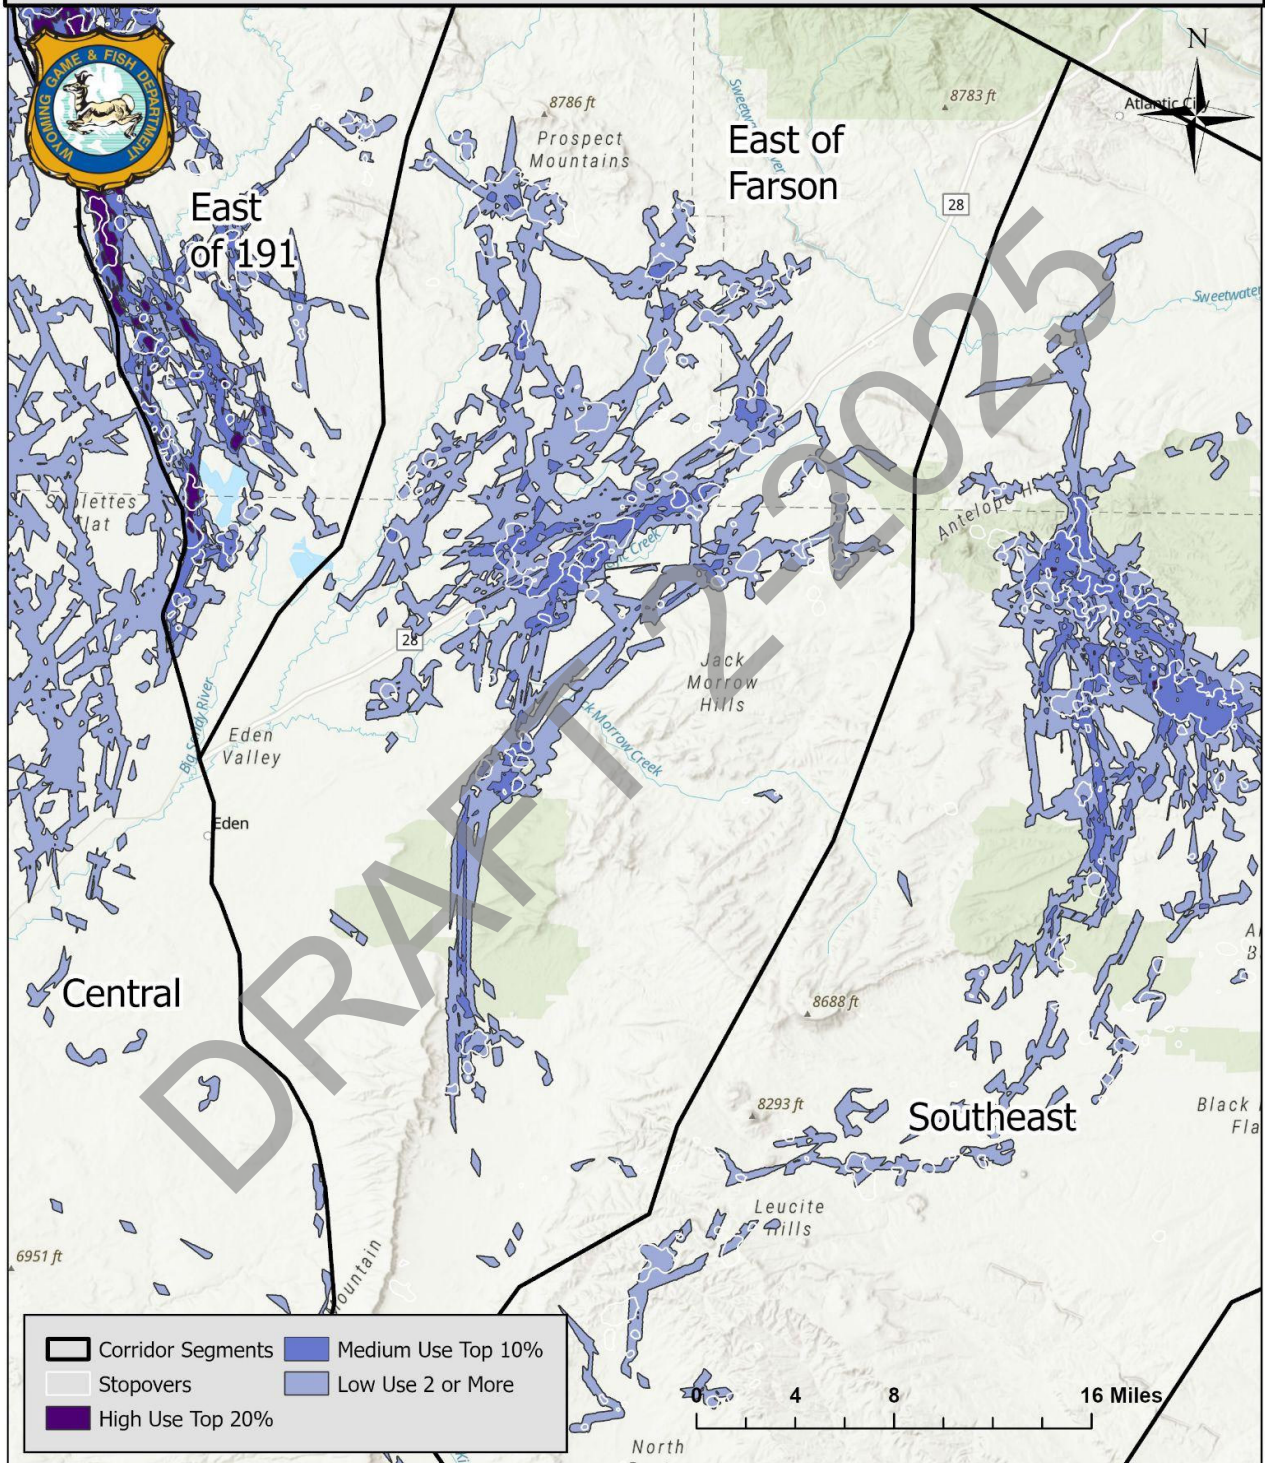 WYOMING GAME & FISH DEPARTMENT
N
8786 ft
8783 ft
Atlantic City
Prospect
Mountains
East of
Farson
28
East
of 191
Sweetwater
Antelope
28
Creek
Jack
Morrow
Hills
Big Sandy River
Eden
Valley
Morrow Creek
Eden
Central
8688 ft
8293 ft
Southeast
Black
Leucite
Hills
6951 ft
DRAFT 2-2025
Corridor Segments
Medium Use Top 10%
Stopovers
Low Use 2 or More
High Use Top 20%
0 4 8 16 Miles
North